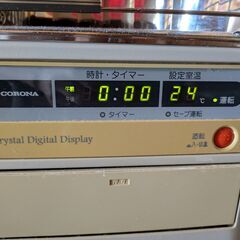 時計・タイマー 設定室温
CORONA
午前
午後
0:00 24℃ 運転
タイマー セーブ運転
rystal Digital Display
運転
入・切